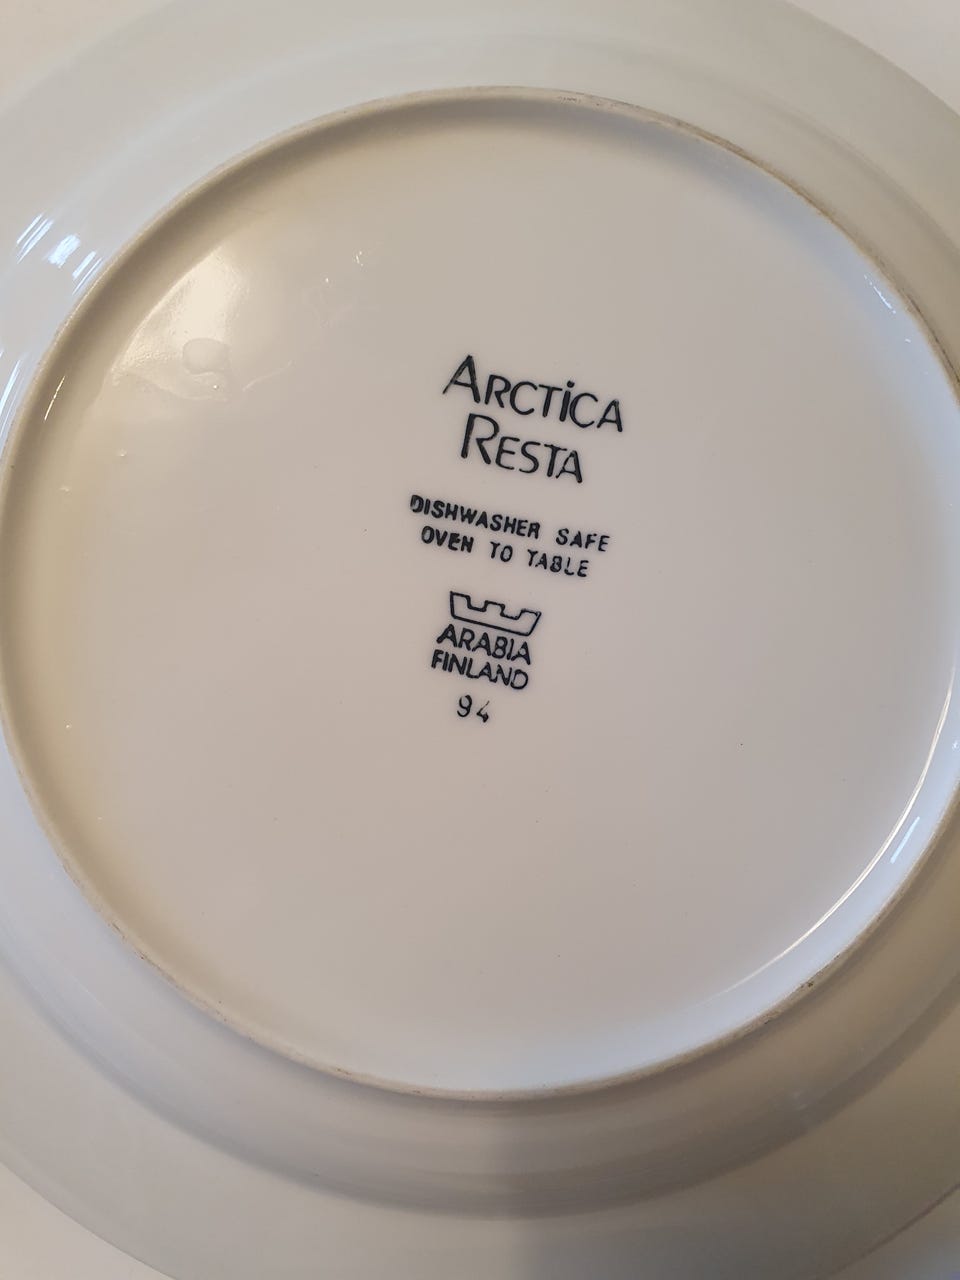 ARCTiCA
RESTA
DISHWASHER SAFE
OVEN TO TABLE
ARABIA
FINLAND
94